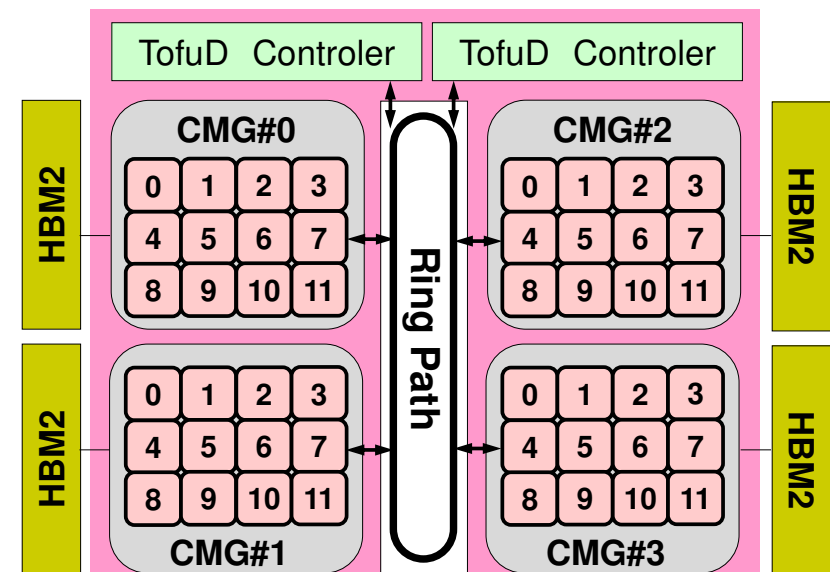 TofuD Controler
TofuD Controler
HBM2
CMG#0
0 1 2 3
4 5 6 7
8 9 10 11
Ring Path
CMG#2
0 1 2 3
4 5 6 7
8 9 10 11
HBM2
HBM2
0 1 2 3
4 5 6 7
8 9 10 11
CMG#1
0 1 2 3
4 5 6 7
8 9 10 11
CMG#3
HBM2